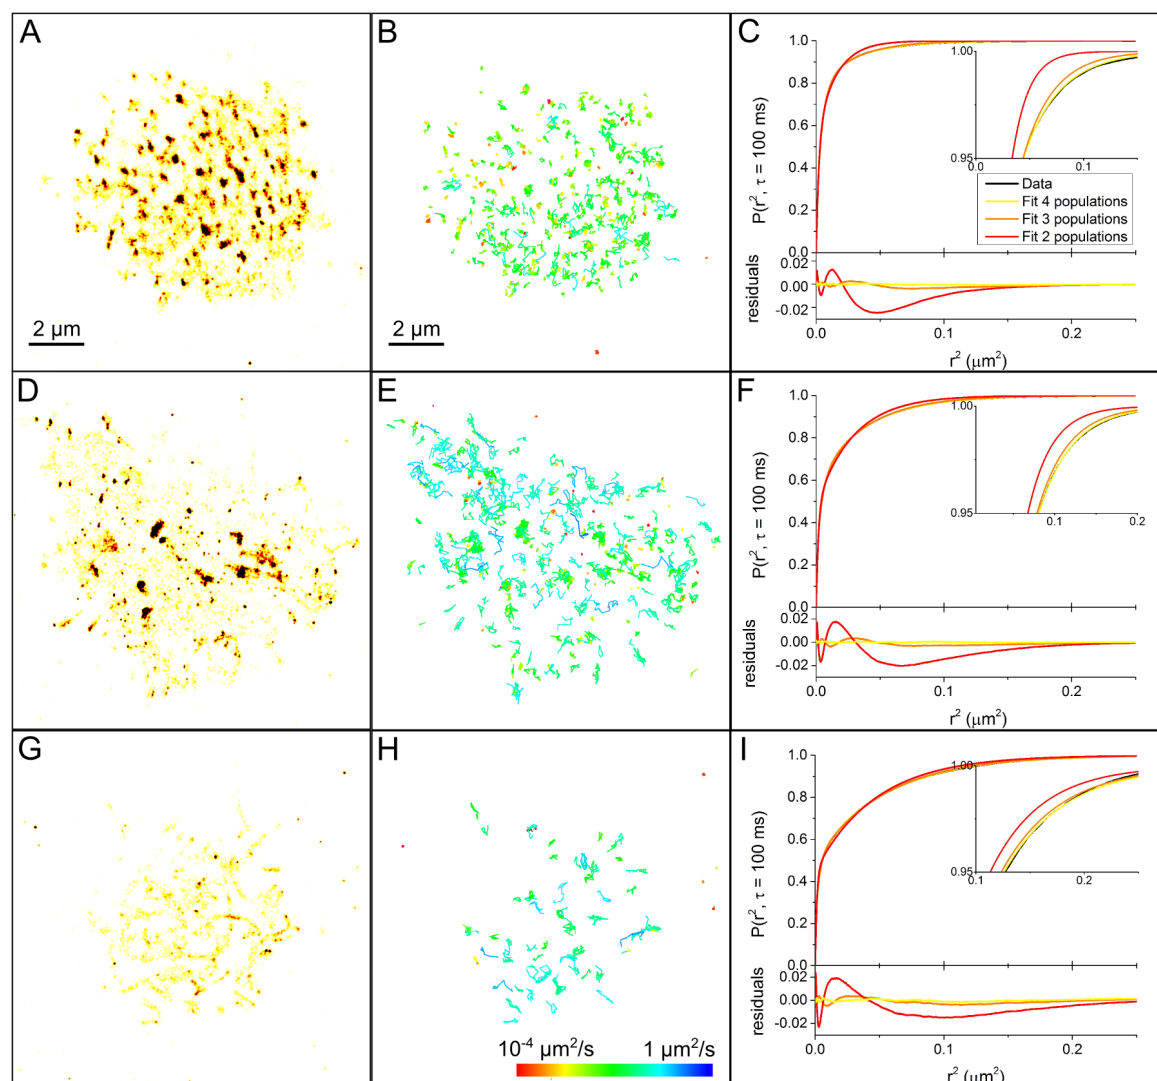 A
2 µm
B
2 µm
C
1.0
0.8
0.6
0.4
0.2
0.0
P(r², τ = 100 ms)
1.00
0.95
0.0
0.1
Data
Fit 4 populations
Fit 3 populations
Fit 2 populations
0.02
0.00
-0.02
residuals
0.0
0.1
0.2
r² (µm²)
D
E
F
1.0
0.8
0.6
0.4
0.2
0.0
P(r², τ = 100 ms)
1.00
0.95
0.1
0.2
0.02
0.00
-0.02
residuals
0.0
0.1
0.2
r² (µm²)
G
H
10⁻⁴ µm²/s
1 µm²/s
I
1.0
0.8
0.6
0.4
0.2
0.0
P(r², τ = 100 ms)
1.00
0.95
0.1
0.2
0.02
0.00
-0.02
residuals
0.0
0.1
0.2
r² (µm²)